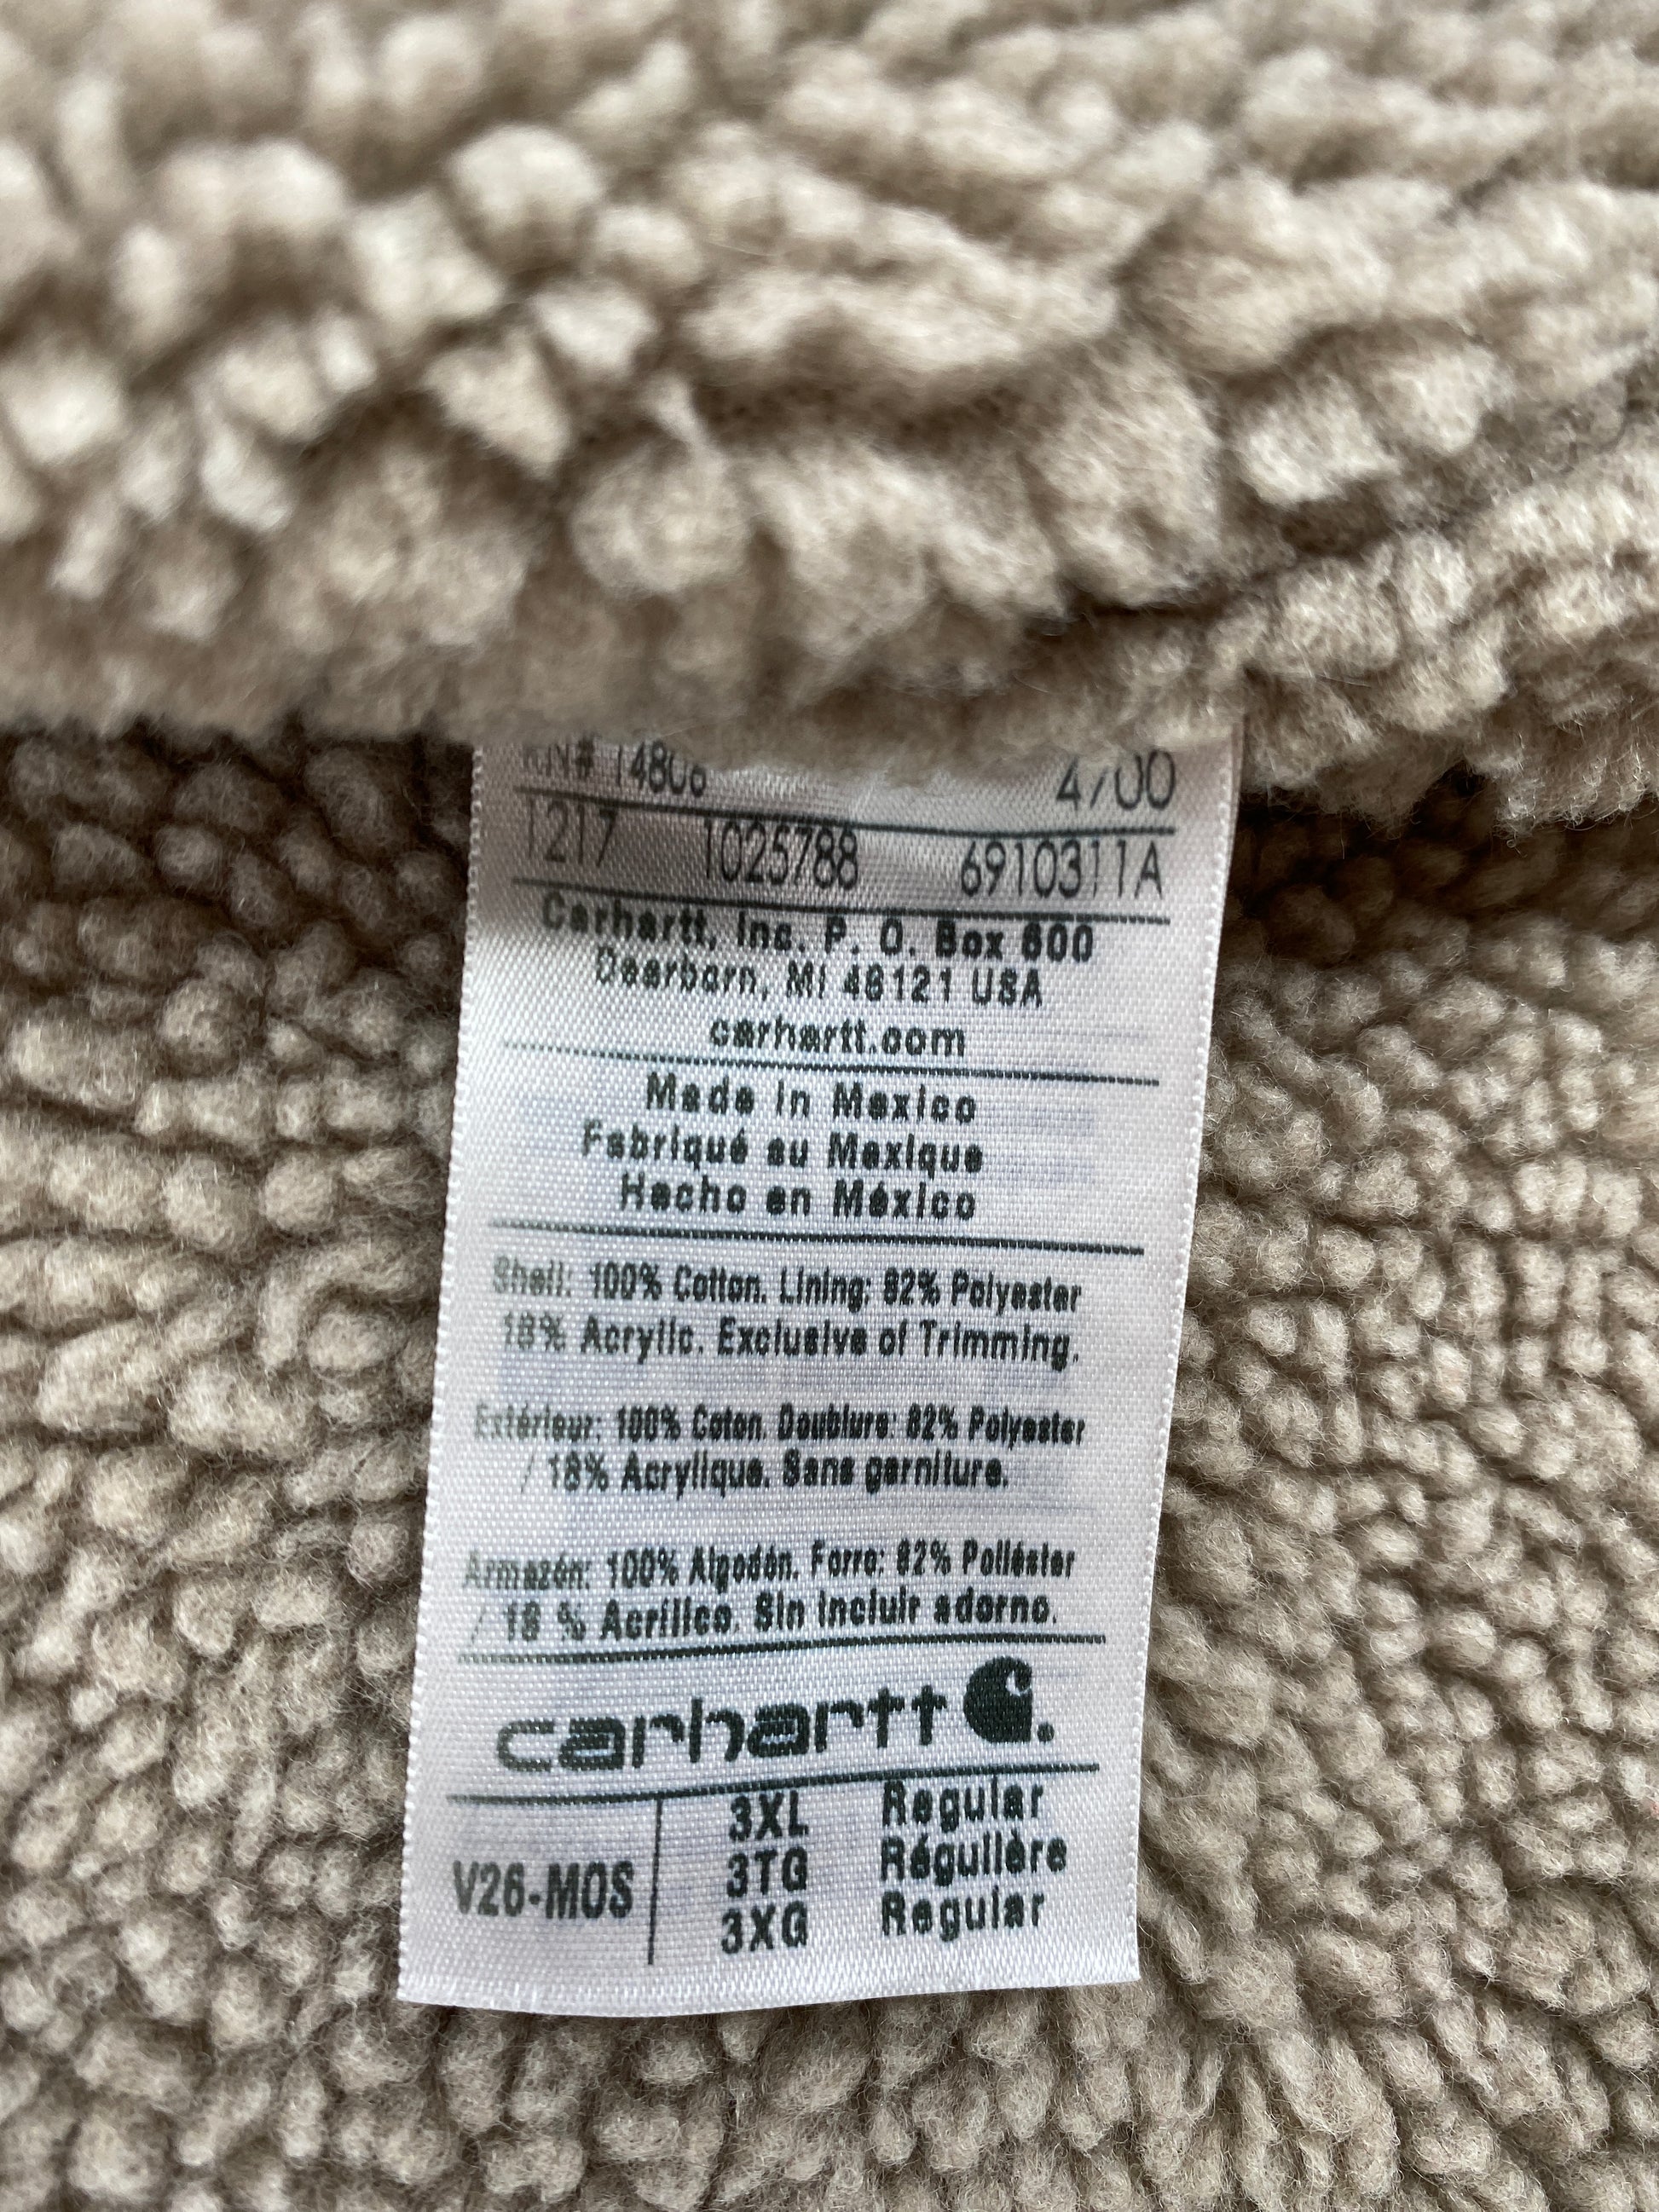 RN# 14806 4700
1217 1025788 6910311A
Carhartt, Inc. P. O. Box 600
Dearborn, MI 48121 USA
carhartt.com
Made in Mexico
Fabriqué au Mexique
Hecho en México
Shell: 100% Cotton. Lining: 82% Polyester
18% Acrylic. Exclusive of Trimming.
Extérieur: 100% Coton. Doublure: 82% Polyester
/ 18% Acrylique. Sans garniture.
Armazón: 100% Algodón. Forro: 82% Poliéster
/ 18 % Acrílico. Sin incluir adorno.
carhartt
V26-MOS
3XL Regular
3TG Régulière
3XG Regular